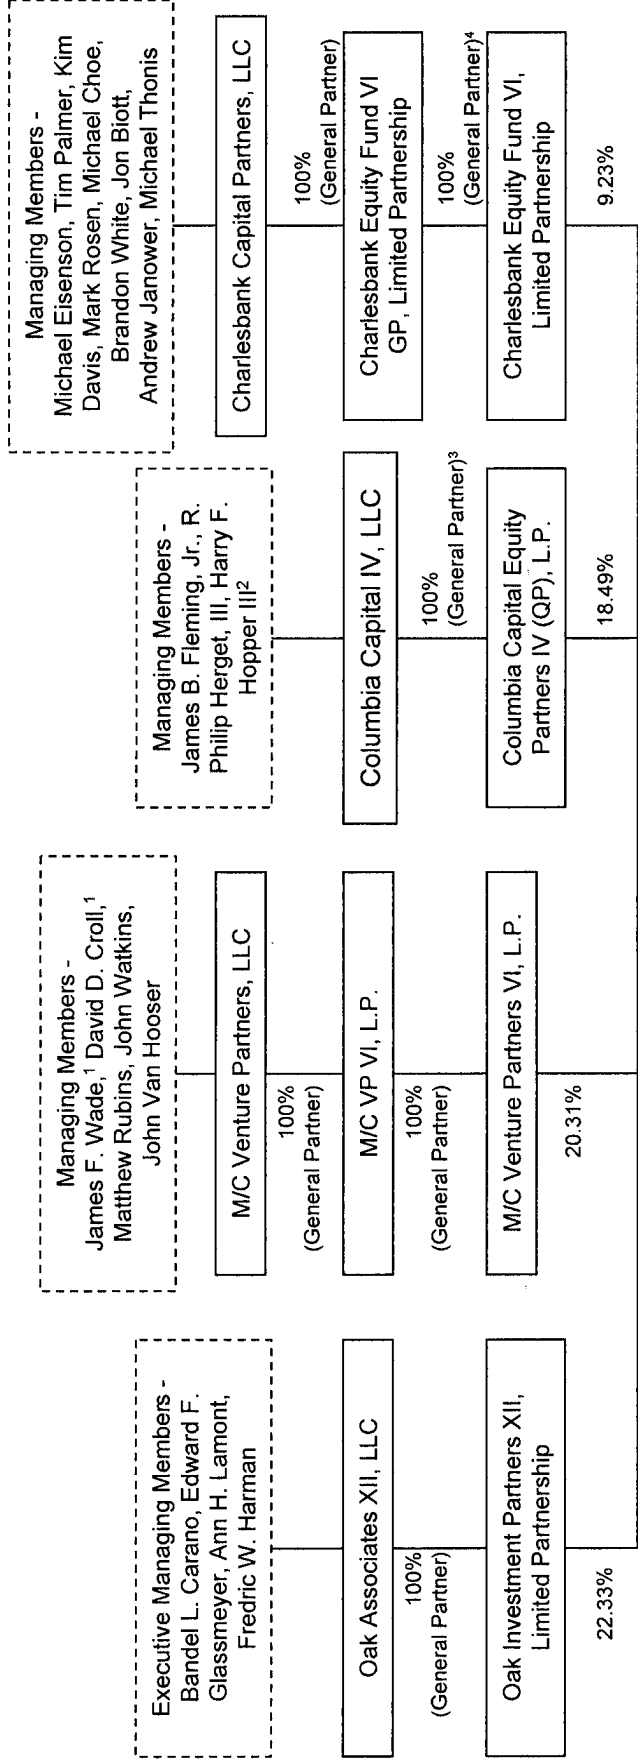 Executive Managing Members -
Bandel L. Carano, Edward F.
Glassmeyer, Ann H. Lamont,
Fredric W. Harman
Oak Associates XII, LLC
100%
(General Partner)
Oak Investment Partners XII,
Limited Partnership
22.33%
Managing Members -
James F. Wade,¹ David D. Croll,¹
Matthew Rubins, John Watkins,
John Van Hooser
M/C Venture Partners, LLC
100%
(General Partner)
M/C VP VI, L.P.
100%
(General Partner)
M/C Venture Partners VI, L.P.
20.31%
Managing Members -
James B. Fleming, Jr., R.
Philip Herget, III, Harry F.
Hopper III²
Columbia Capital IV, LLC
100%
(General Partner)³
Columbia Capital Equity
Partners IV (QP), L.P.
18.49%
Managing Members -
Michael Eisenson, Tim Palmer, Kim
Davis, Mark Rosen, Michael Choe,
Brandon White, Jon Biott,
Andrew Janower, Michael Thonis
Charlesbank Capital Partners, LLC
100%
(General Partner)
Charlesbank Equity Fund VI
GP, Limited Partnership
100%
(General Partner)⁴
Charlesbank Equity Fund VI,
Limited Partnership
9.23%